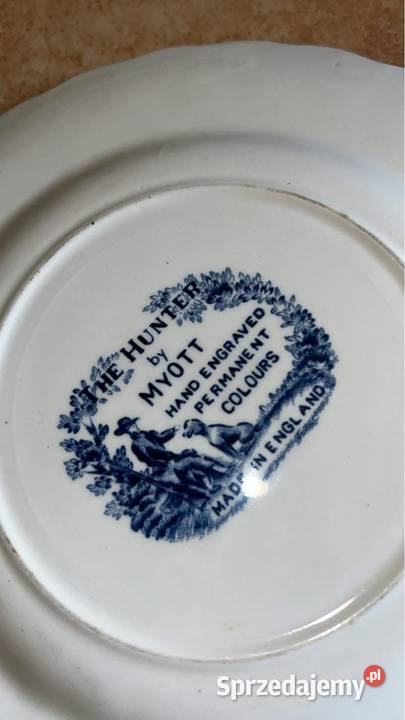 THE HUNTER
by
MYOTT
HAND ENGRAVED
PERMANENT
COLOURS
MADE IN ENGLAND
Sprzedajemy.pl